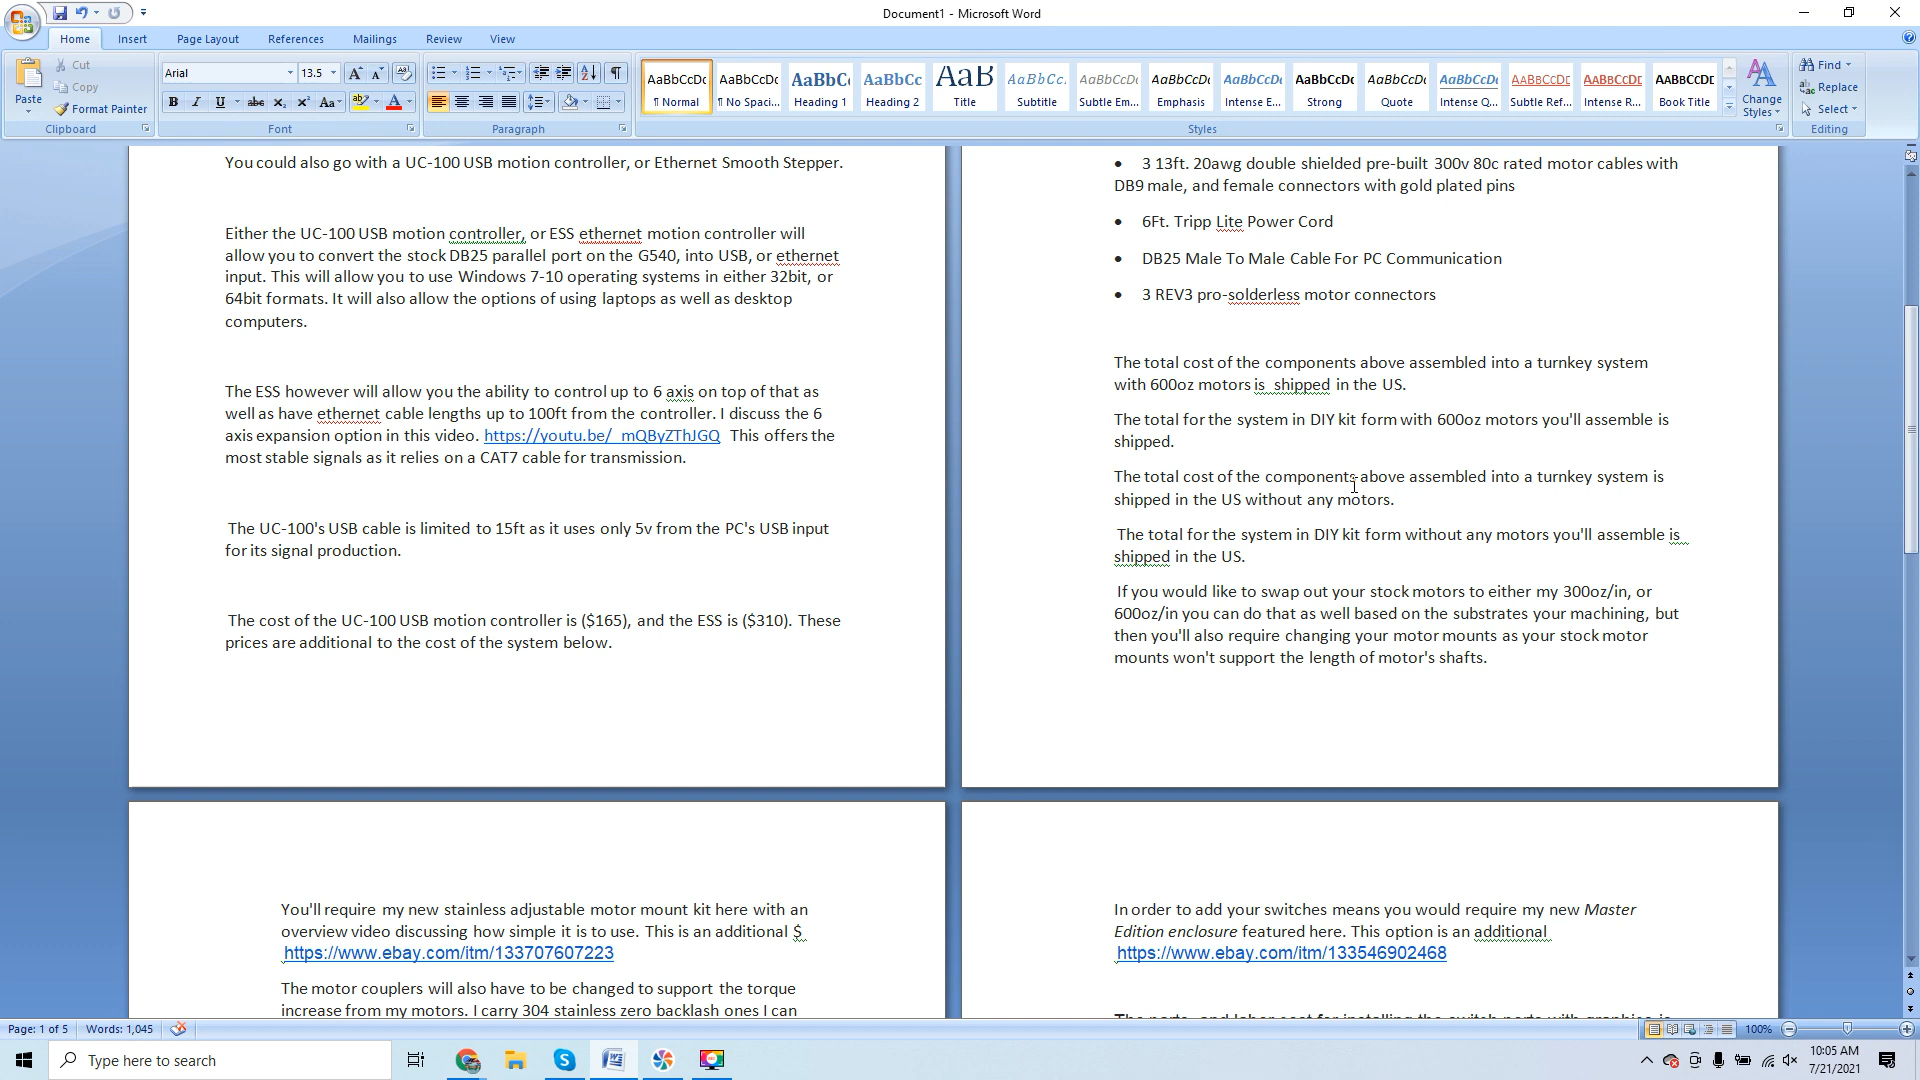 Document1 - Microsoft Word
Home Insert Page Layout References Mailings Review View
Paste
Cut
Copy
Format Painter
Clipboard
Arial 13.5
Font
Paragraph
AaBbCcDc AaBbCcDc AaBbCc AaBbCc AaB AaBbCc. AaBbCcDc AaBbCcDc AaBbCcDc AaBbCcDc AaBbCcDc AaBbCcDc AABBCCDC AABBCCDC AABBCCDC
¶ Normal ¶ No Spaci... Heading 1 Heading 2 Title Subtitle Subtle Em... Emphasis Intense E... Strong Quote Intense Q... Subtle Ref... Intense R... Book Title
Change Styles
Styles
Find
Replace
Select
Editing
You could also go with a UC-100 USB motion controller, or Ethernet Smooth Stepper.
Either the UC-100 USB motion controller, or ESS ethernet motion controller will
allow you to convert the stock DB25 parallel port on the G540, into USB, or ethernet
input. This will allow you to use Windows 7-10 operating systems in either 32bit, or
64bit formats. It will also allow the options of using laptops as well as desktop
computers.
The ESS however will allow you the ability to control up to 6 axis on top of that as
well as have ethernet cable lengths up to 100ft from the controller. I discuss the 6
axis expansion option in this video. https://youtu.be/_mQByZThJGQ This offers the
most stable signals as it relies on a CAT7 cable for transmission.
The UC-100's USB cable is limited to 15ft as it uses only 5v from the PC's USB input
for its signal production.
The cost of the UC-100 USB motion controller is ($165), and the ESS is ($310). These
prices are additional to the cost of the system below.
• 3 13ft. 20awg double shielded pre-built 300v 80c rated motor cables with
DB9 male, and female connectors with gold plated pins
• 6Ft. Tripp Lite Power Cord
• DB25 Male To Male Cable For PC Communication
• 3 REV3 pro-solderless motor connectors
The total cost of the components above assembled into a turnkey system
with 600oz motors is shipped in the US.
The total for the system in DIY kit form with 600oz motors you'll assemble is
shipped.
The total cost of the components above assembled into a turnkey system is
shipped in the US without any motors.
The total for the system in DIY kit form without any motors you'll assemble is
shipped in the US.
If you would like to swap out your stock motors to either my 300oz/in, or
600oz/in you can do that as well based on the substrates your machining, but
then you'll also require changing your motor mounts as your stock motor
mounts won't support the length of motor's shafts.
You'll require my new stainless adjustable motor mount kit here with an
overview video discussing how simple it is to use. This is an additional $
https://www.ebay.com/itm/133707607223
The motor couplers will also have to be changed to support the torque
increase from my motors. I carry 304 stainless zero backlash ones I can
In order to add your switches means you would require my new Master
Edition enclosure featured here. This option is an additional
https://www.ebay.com/itm/133546902468
The parts, and labor cost for installing the switch ports with graphics is
Page: 1 of 5 Words: 1,045
100%
Type here to search
10:05 AM
7/21/2021